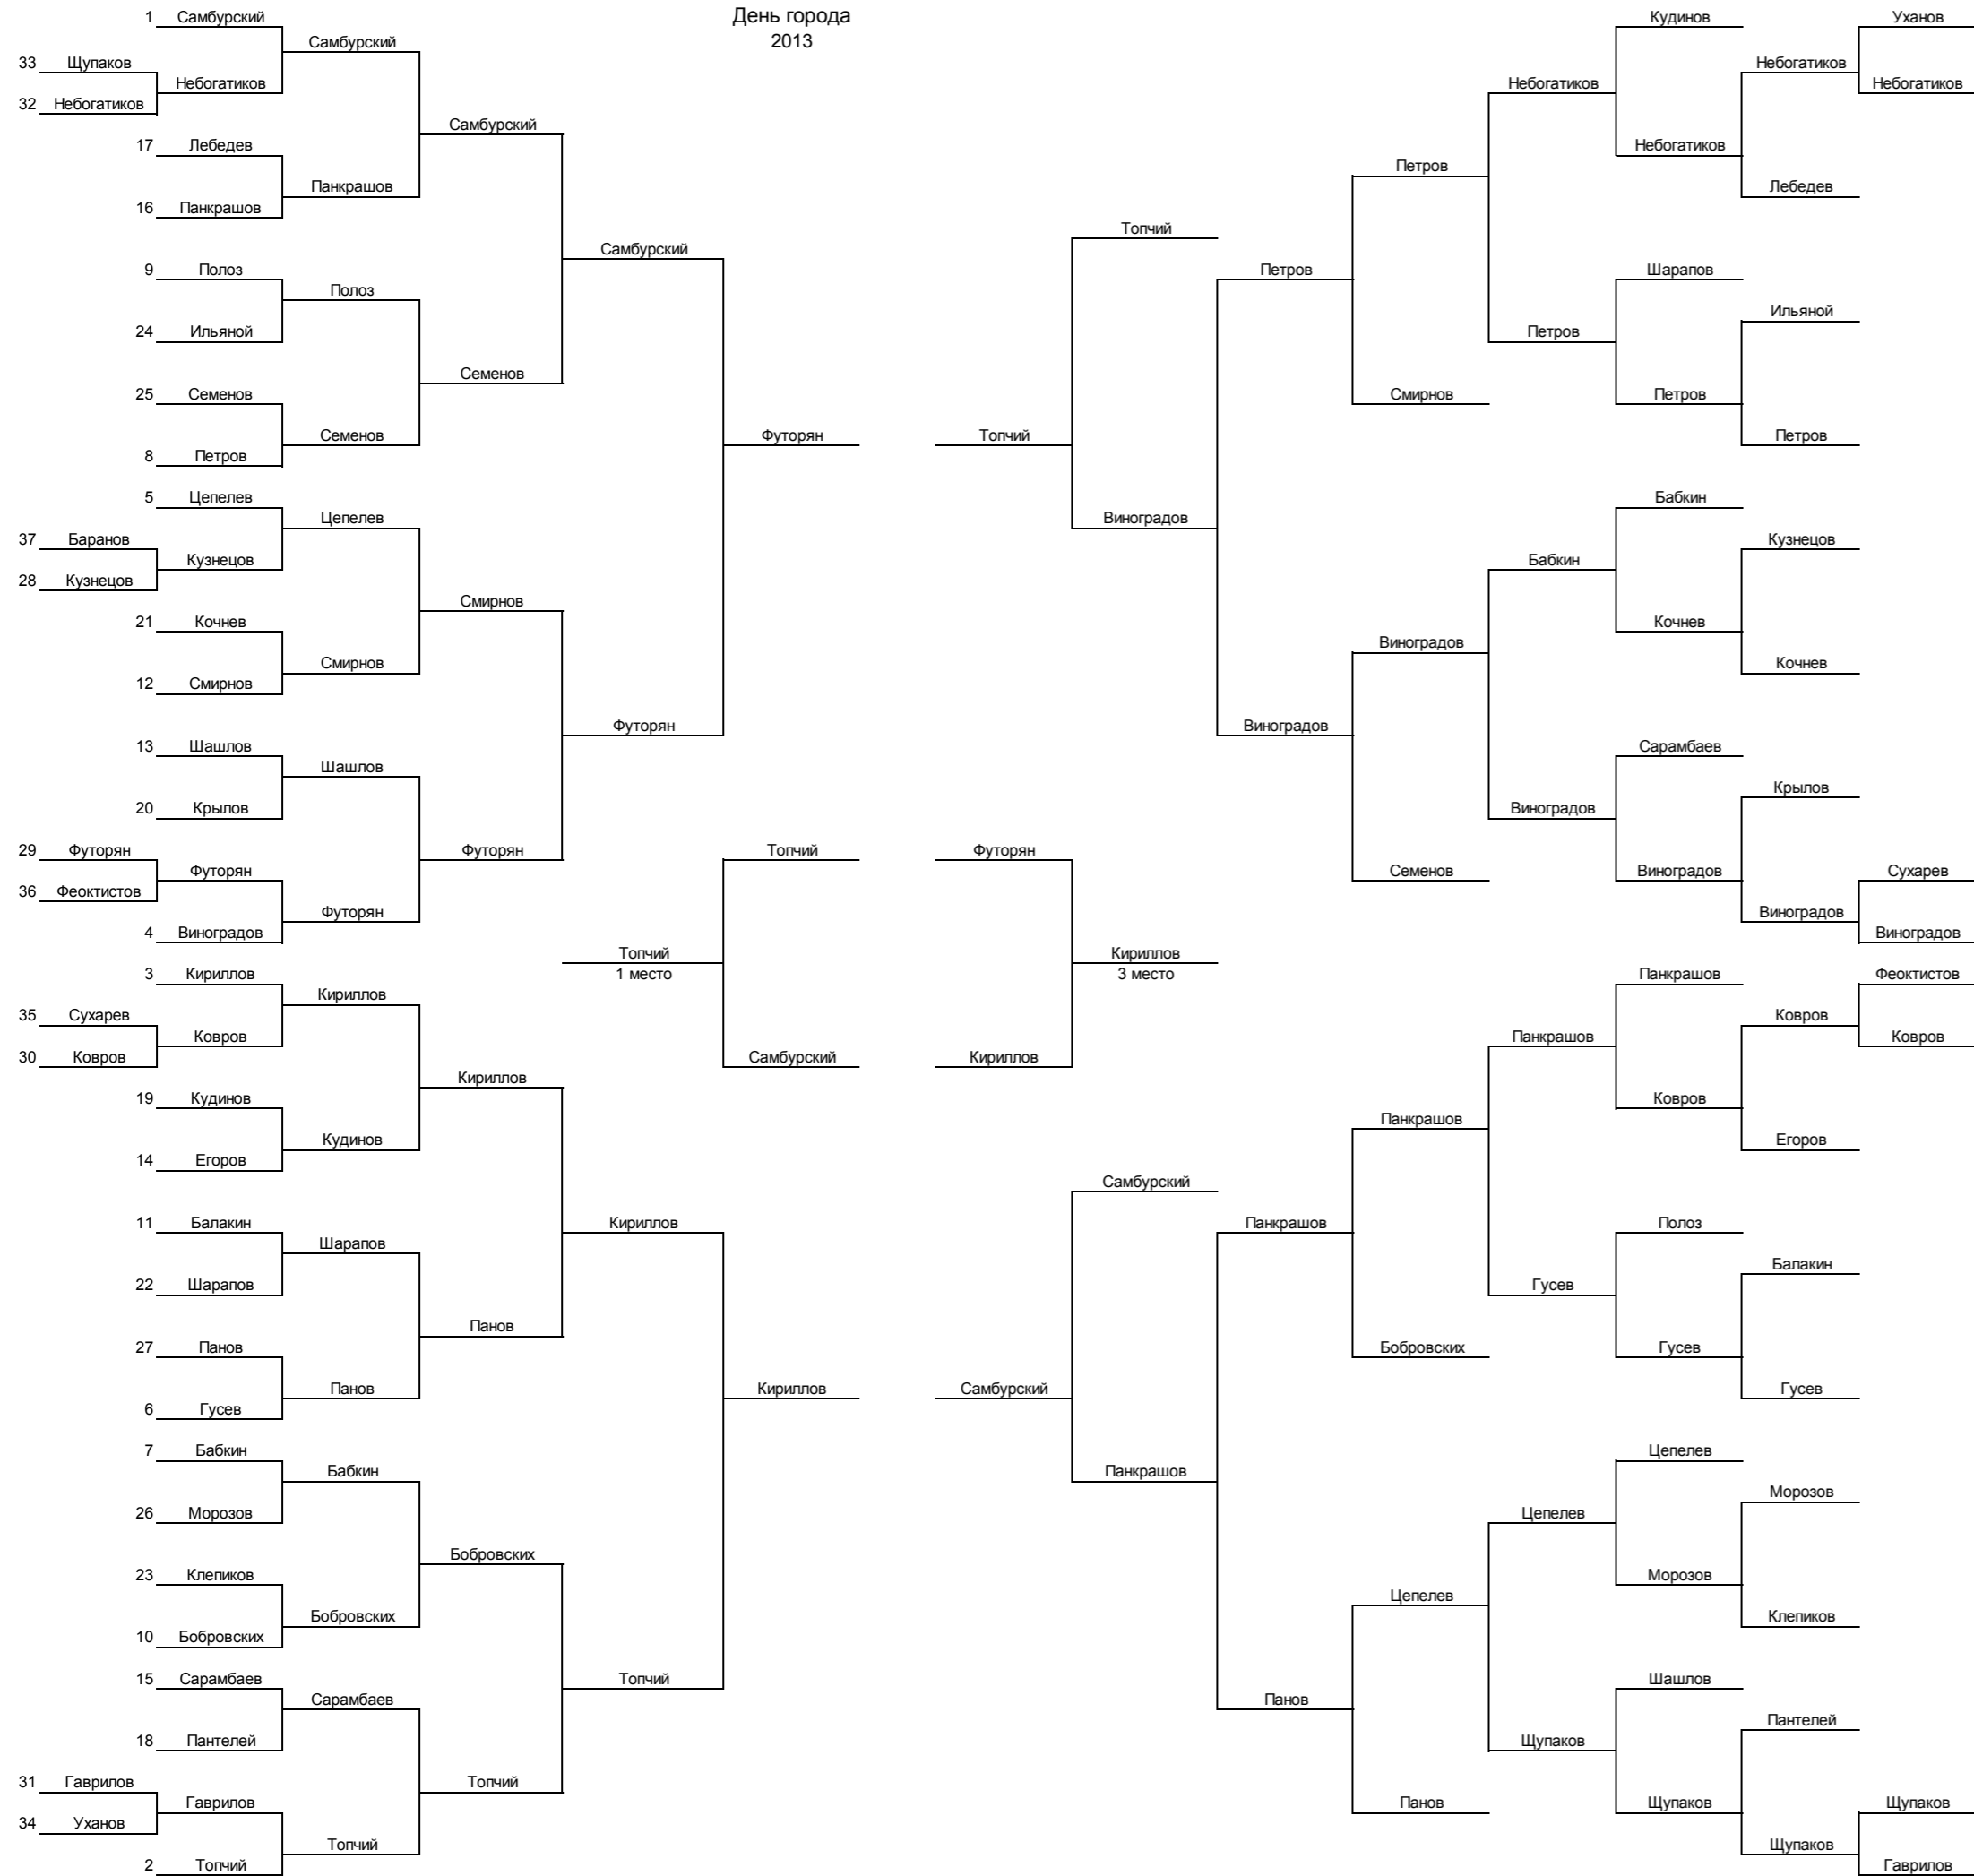 День города
2013
1 Самбурский
Самбурский
33 Щупаков
Небогатиков
32 Небогатиков
Самбурский
17 Лебедев
Панкрашов
16 Панкрашов
Самбурский
9 Полоз
Полоз
24 Ильяной
Семенов
25 Семенов
Семенов
8 Петров
Футорян
5 Цепелев
Цепелев
37 Баранов
Кузнецов
28 Кузнецов
Смирнов
21 Кочнев
Смирнов
12 Смирнов
Футорян
13 Шашлов
Шашлов
20 Крылов
Футорян
29 Футорян
Футорян
36 Феоктистов
Футорян
4 Виноградов
3 Кириллов
Кириллов
35 Сухарев
Ковров
30 Ковров
Кириллов
19 Кудинов
Кудинов
14 Егоров
Кириллов
11 Балакин
Шарапов
22 Шарапов
Панов
27 Панов
Панов
6 Гусев
Кириллов
7 Бабкин
Бабкин
26 Морозов
Бобровских
23 Клепиков
Бобровских
10 Бобровских
Топчий
15 Сарамбаев
Сарамбаев
18 Пантелей
Топчий
31 Гаврилов
Гаврилов
34 Уханов
Топчий
2 Топчий
Топчий
Топчий
1 место
Самбурский
Футорян
Кириллов
3 место
Кириллов
Кудинов
Уханов
Небогатиков
Небогатиков
Небогатиков
Небогатиков
Лебедев
Петров
Топчий
Петров
Шарапов
Ильяной
Петров
Петров
Петров
Смирнов
Топчий
Виноградов
Бабкин
Кузнецов
Бабкин
Кочнев
Кочнев
Виноградов
Виноградов
Сарамбаев
Крылов
Виноградов
Виноградов
Сухарев
Виноградов
Виноградов
Семенов
Панкрашов
Феоктистов
Ковров
Ковров
Панкрашов
Ковров
Егоров
Панкрашов
Самбурский
Панкрашов
Полоз
Балакин
Гусев
Гусев
Гусев
Бобровских
Самбурский
Панкрашов
Цепелев
Морозов
Цепелев
Морозов
Клепиков
Цепелев
Панов
Шашлов
Пантелей
Щупаков
Щупаков
Щупаков
Щупаков
Гаврилов
Панов